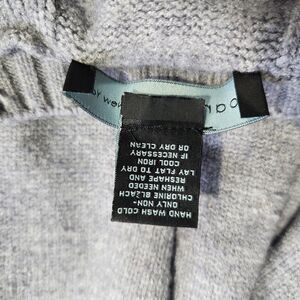 HAND WASH COLD
ONLY NON-
CHLORINE BLEACH
WHEN NEEDED
RESHAPE AND
LAY FLAT TO DRY
COOL IRON
IF NECESSARY
OR DRY CLEAN